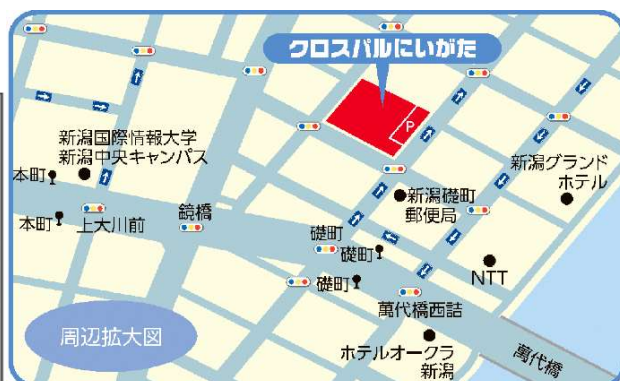 クロスパルにいがた
P
新潟国際情報大学
新潟中央キャンパス
本町
本町
上大川前
鏡橋
新潟グランド
ホテル
新潟礎町
郵便局
礎町
礎町
礎町
NTT
萬代橋西詰
ホテルオークラ
新潟
萬代橋
周辺拡大図